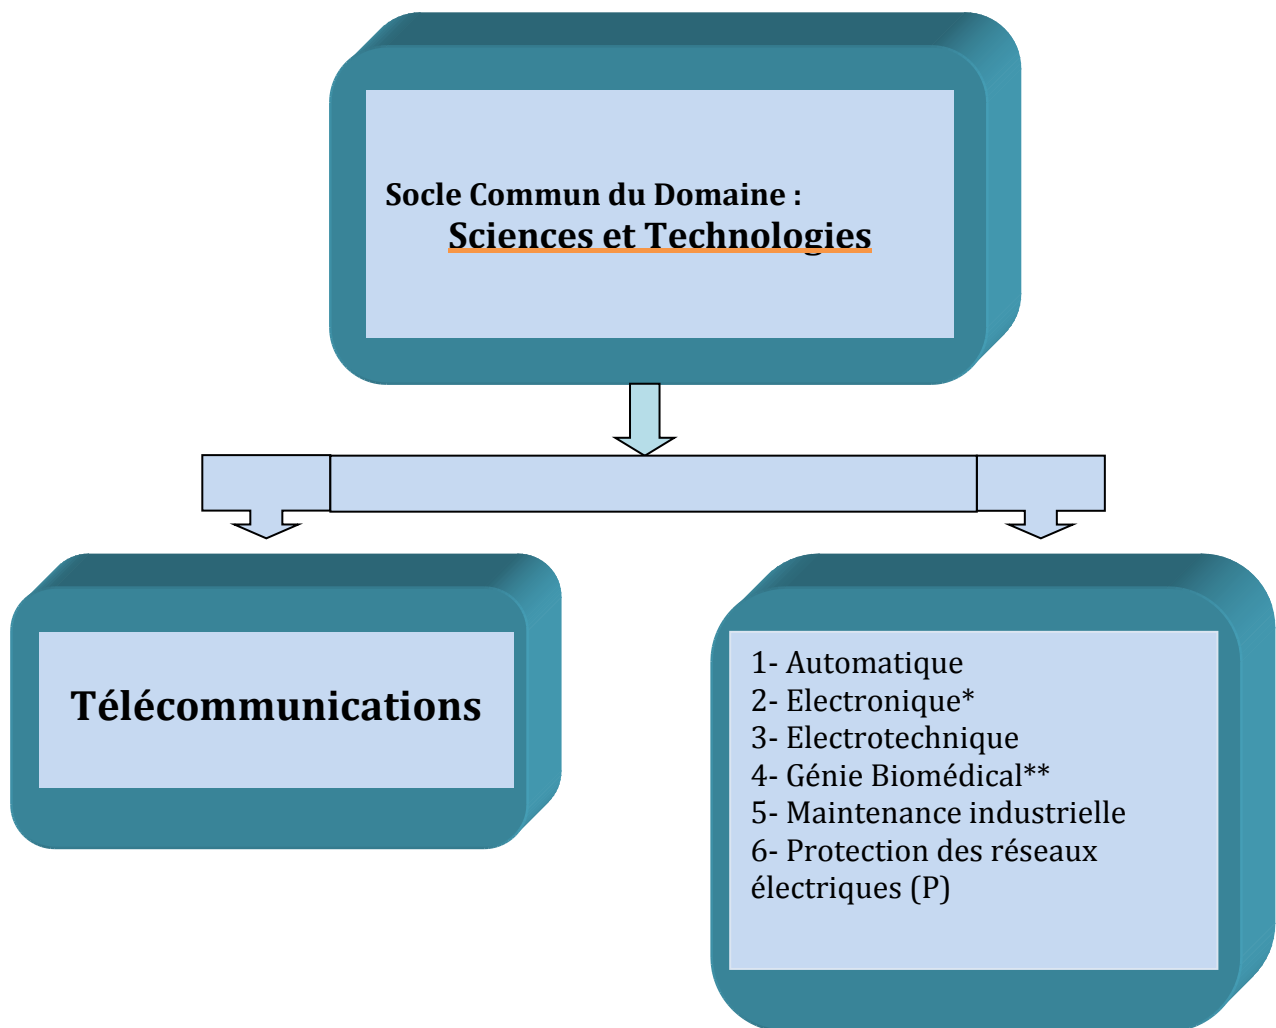 Socle Commun du Domaine :
Sciences et Technologies
Télécommunications
1- Automatique
2- Electronique*
3- Electrotechnique
4- Génie Biomédical**
5- Maintenance industrielle
6- Protection des réseaux
électriques (P)